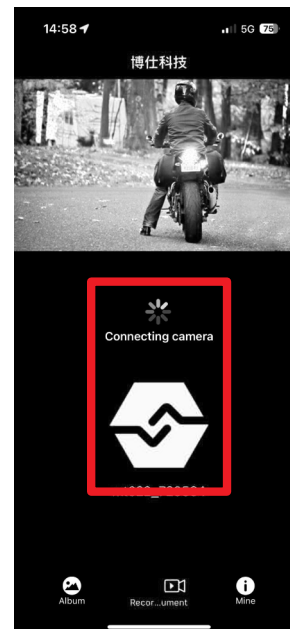 14:58
5G 75
博仕科技
Connecting camera
Album
Recor...ument
Mine